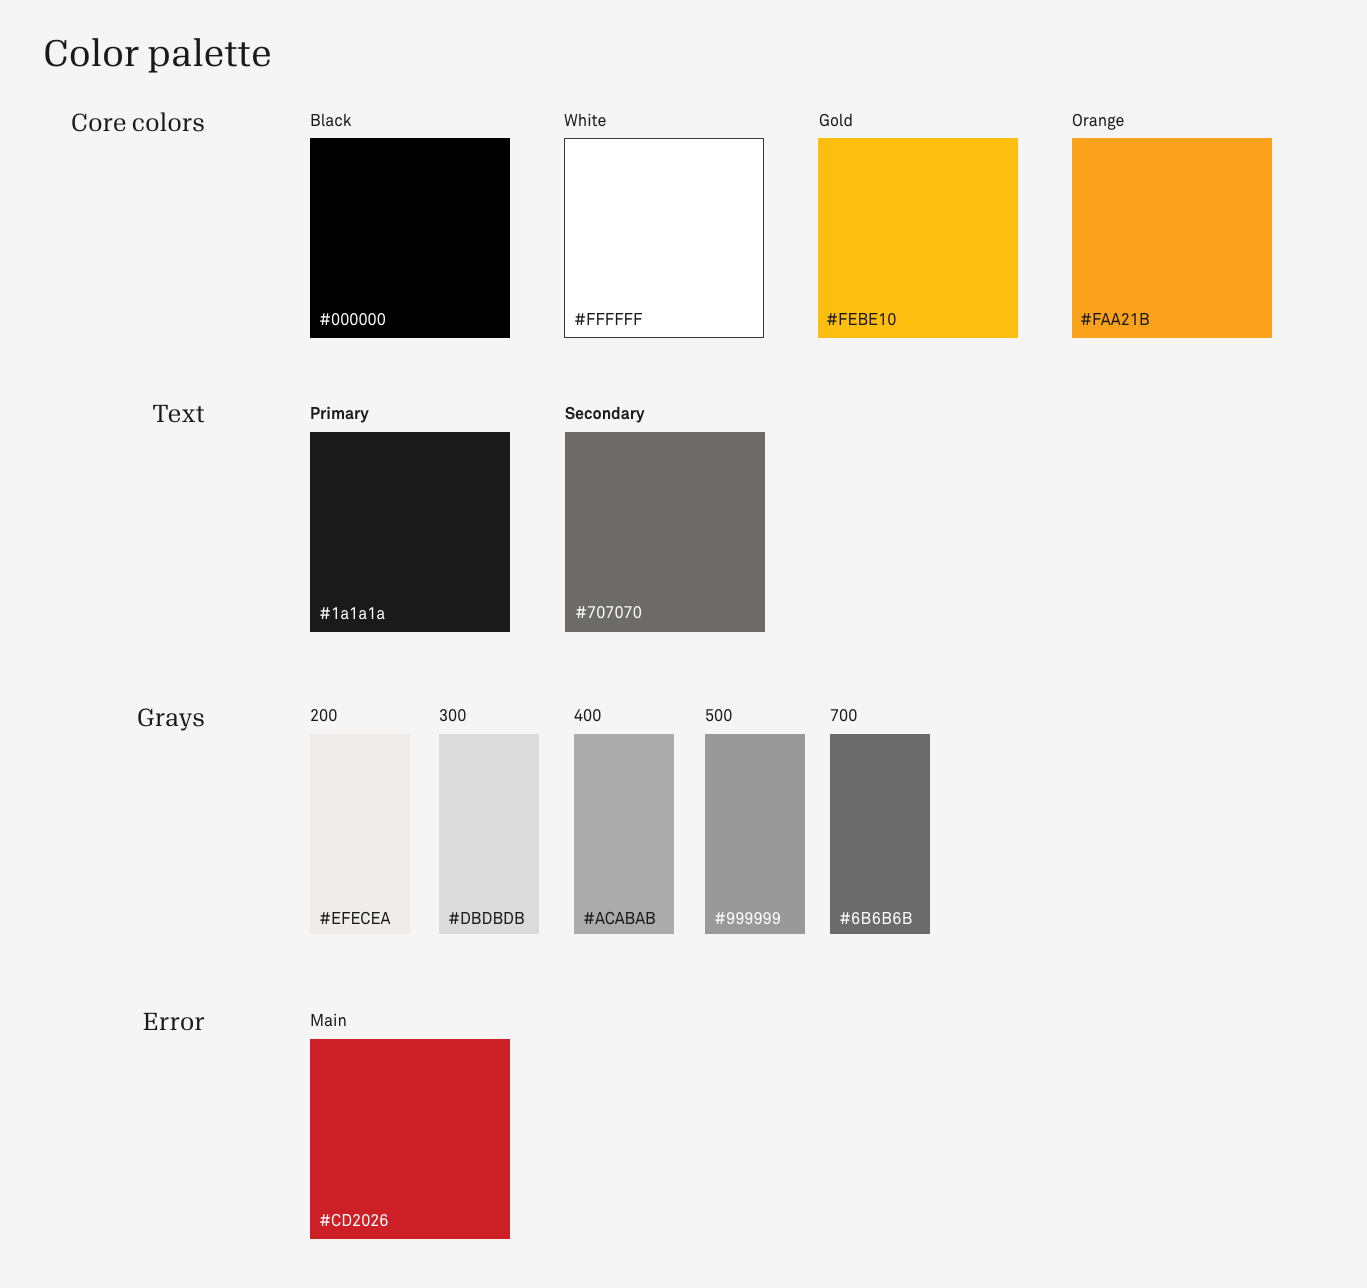 Color palette
Core colors
Black
White
Gold
Orange
#000000
#FFFFFF
#FEBE10
#FAA21B
Text
Primary
Secondary
#1a1a1a
#707070
Grays
200
300
400
500
700
#EFECEA
#DBDBDB
#ACABAB
#999999
#6B6B6B
Error
Main
#CD2026